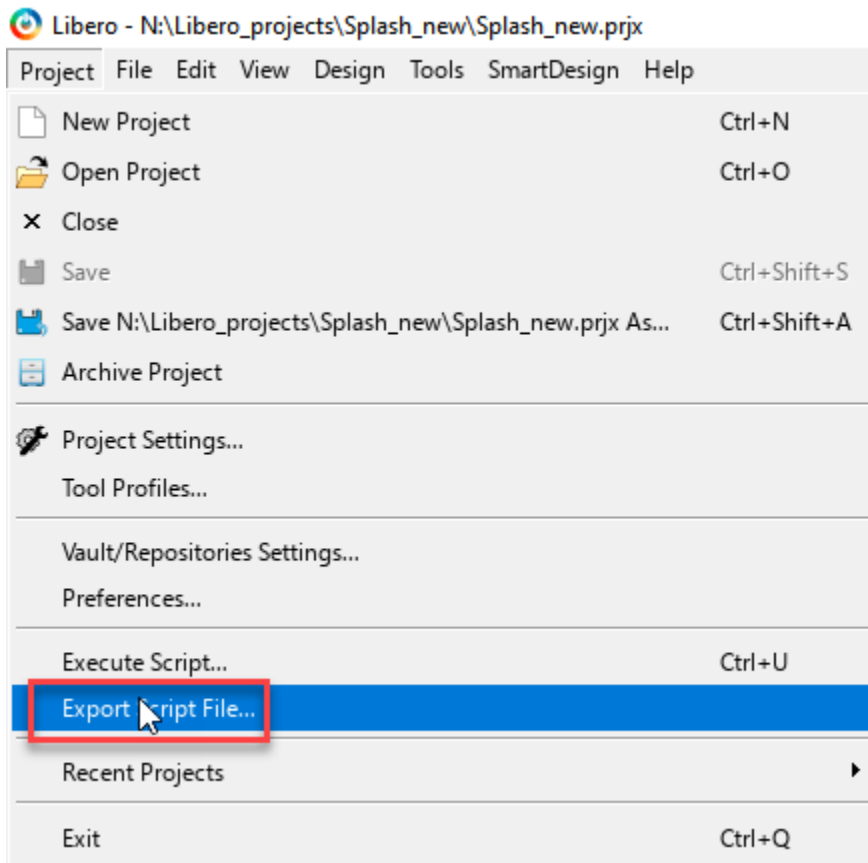 Libero - N:\Libero_projects\Splash_new\Splash_new.prjx
Project File Edit View Design Tools SmartDesign Help
New Project Ctrl+N
Open Project Ctrl+O
Close
Save Ctrl+Shift+S
Save N:\Libero_projects\Splash_new\Splash_new.prjx As... Ctrl+Shift+A
Archive Project
Project Settings...
Tool Profiles...
Vault/Repositories Settings...
Preferences...
Execute Script... Ctrl+U
Export Script File...
Recent Projects
Exit Ctrl+Q